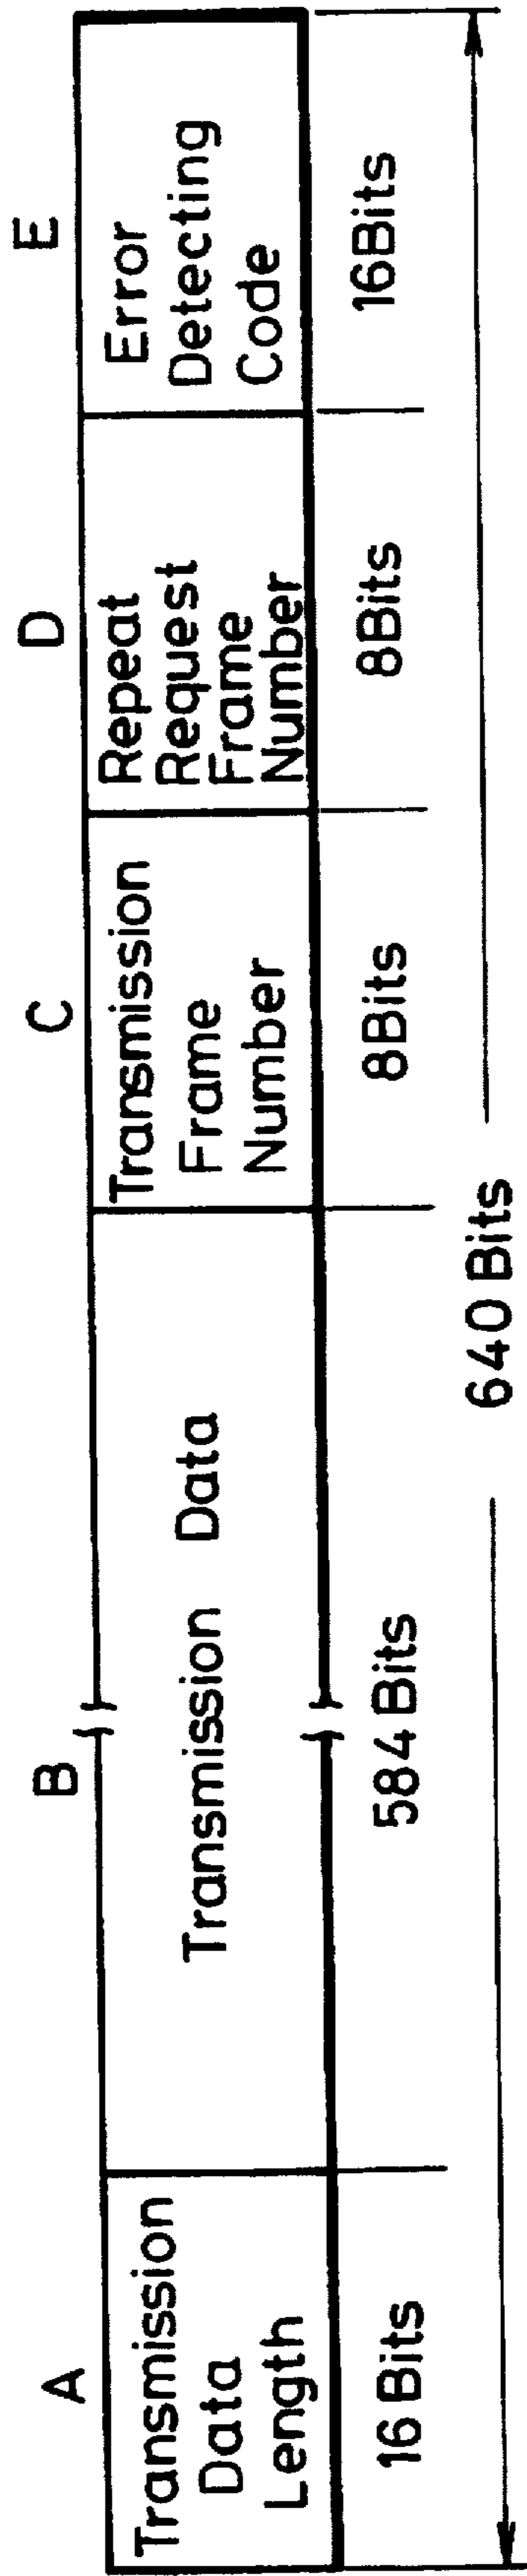 A
B
C
D
E
Transmission
Data
Length
Transmission Data
Transmission
Frame
Number
Repeat
Request
Frame
Number
Error
Detecting
Code
16 Bits
584 Bits
8Bits
8Bits
16Bits
640 Bits